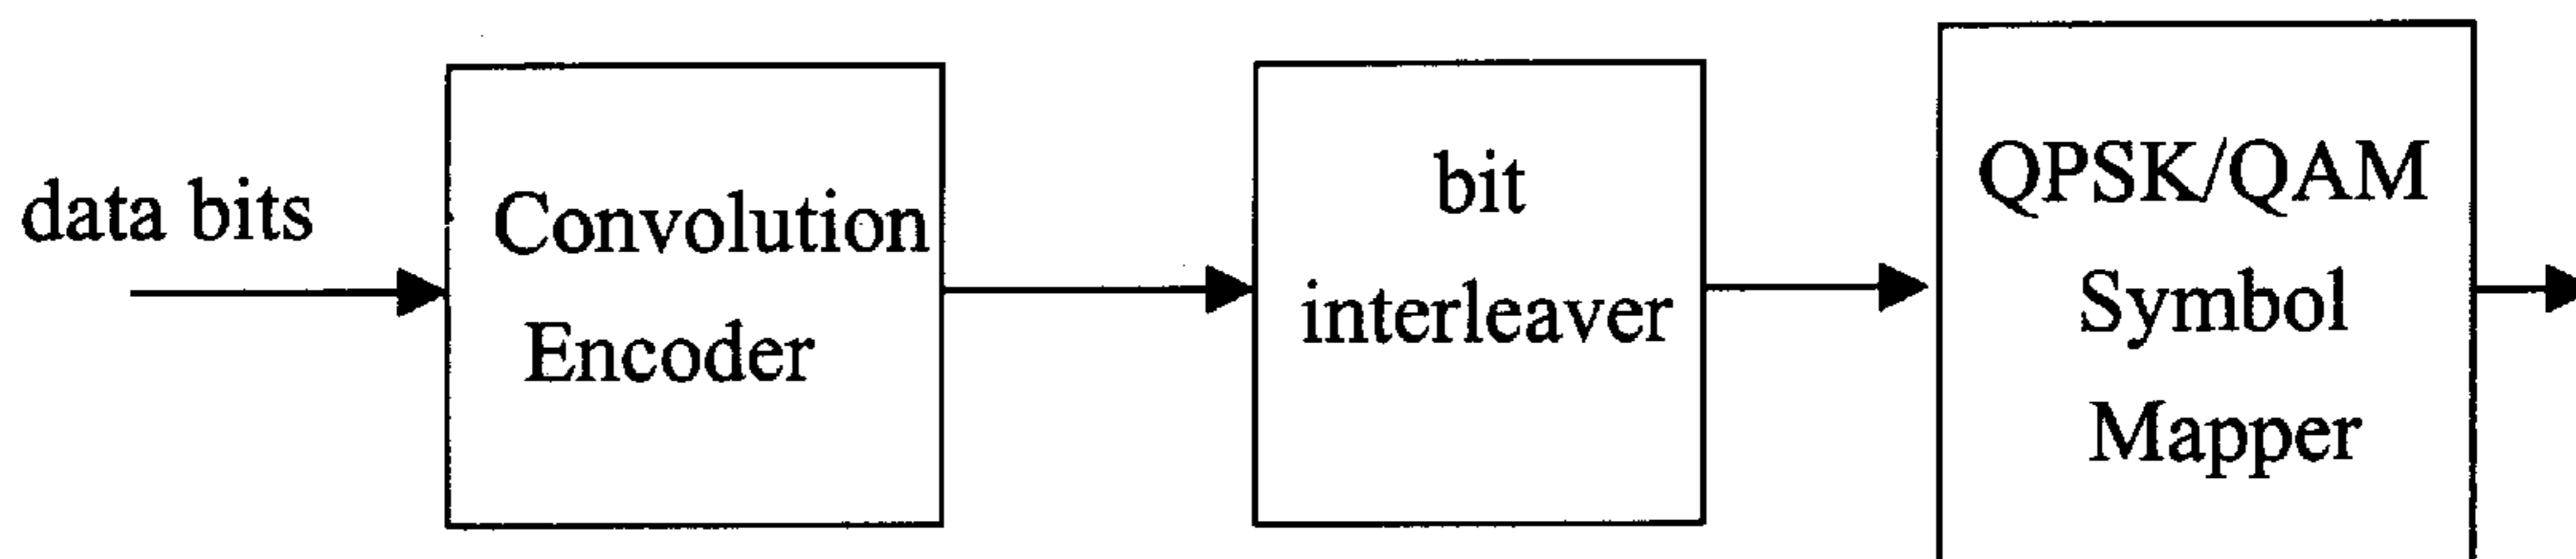 data bits
Convolution
Encoder
bit
interleaver
QPSK/QAM
Symbol
Mapper